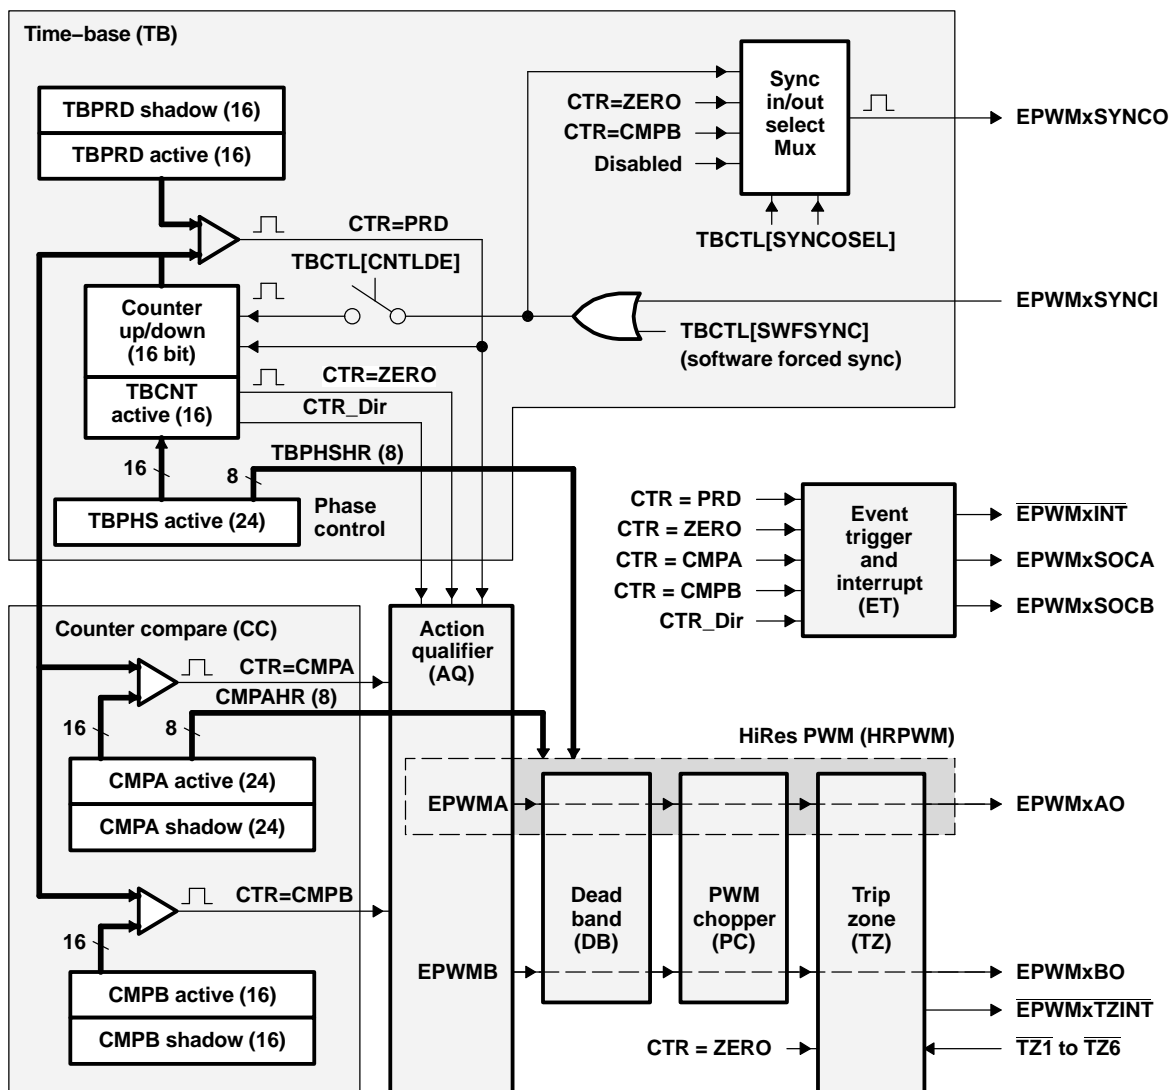 Time−base (TB)
TBPRD shadow (16)
TBPRD active (16)
CTR=PRD
TBCTL[CNTLDE]
Counter
up/down
(16 bit)
TBCNT
active (16)
CTR=ZERO
CTR_Dir
16
8
TBPHSHR (8)
TBPHS active (24)
Phase
control
CTR=ZERO
CTR=CMPB
Disabled
Sync
in/out
select
Mux
TBCTL[SYNCOSEL]
EPWMxSYNCO
EPWMxSYNCI
TBCTL[SWFSYNC]
(software forced sync)
CTR = PRD
CTR = ZERO
CTR = CMPA
CTR = CMPB
CTR_Dir
Event
trigger
and
interrupt
(ET)
EPWMxINT
EPWMxSOCA
EPWMxSOCB
Counter compare (CC)
CTR=CMPA
16
8
CMPAHR (8)
CMPA active (24)
CMPA shadow (24)
CTR=CMPB
16
CMPB active (16)
CMPB shadow (16)
Action
qualifier
(AQ)
EPWMA
EPWMB
HiRes PWM (HRPWM)
Dead
band
(DB)
PWM
chopper
(PC)
Trip
zone
(TZ)
CTR = ZERO
EPWMxAO
EPWMxBO
EPWMxTZINT
TZ1 to TZ6